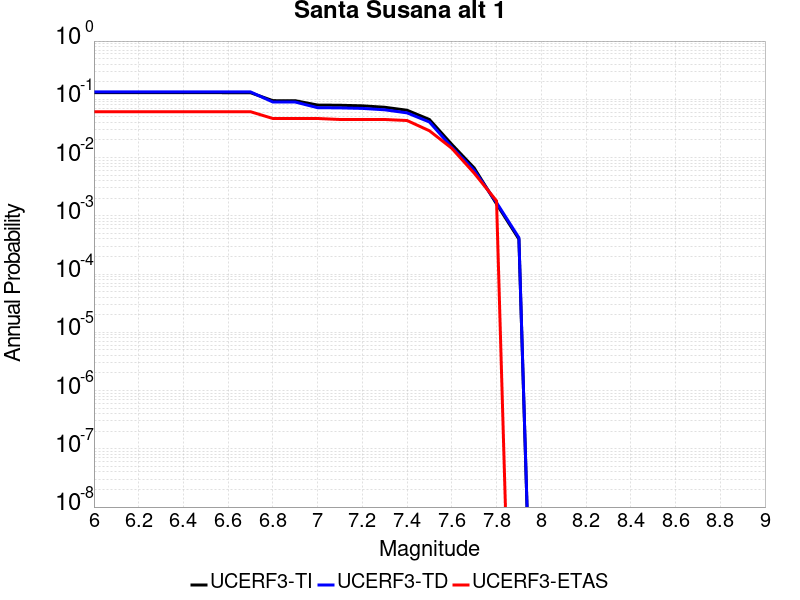 Santa Susana alt 1
10^0
10^-1
10^-2
10^-3
10^-4
10^-5
10^-6
10^-7
10^-8
Annual Probability
6 6.2 6.4 6.6 6.8 7 7.2 7.4 7.6 7.8 8 8.2 8.4 8.6 8.8 9
Magnitude
UCERF3-TI UCERF3-TD UCERF3-ETAS